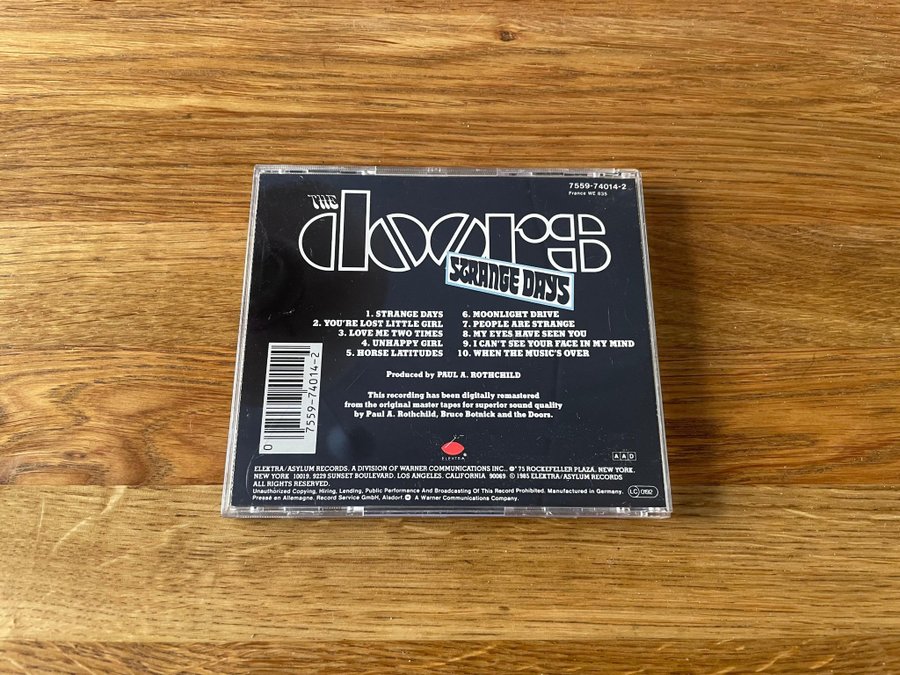 7559-74014-2
France WE 835
THE
doors
STRANGE DAYS
1. STRANGE DAYS
2. YOU'RE LOST LITTLE GIRL
3. LOVE ME TWO TIMES
4. UNHAPPY GIRL
5. HORSE LATITUDES
6. MOONLIGHT DRIVE
7. PEOPLE ARE STRANGE
8. MY EYES HAVE SEEN YOU
9. I CAN'T SEE YOUR FACE IN MY MIND
10. WHEN THE MUSIC'S OVER
Produced by PAUL A. ROTHCHILD
This recording has been digitally remastered
from the original master tapes for superior sound quality
by Paul A. Rothchild, Bruce Botnick and the Doors.
0 7559-74014-2
ELEKTRA
AAD
ELEKTRA/ASYLUM RECORDS. A DIVISION OF WARNER COMMUNICATIONS INC.. ℗ 75 ROCKEFELLER PLAZA. NEW YORK.
NEW YORK 10019. 9229 SUNSET BOULEVARD. LOS ANGELES. CALIFORNIA 90069 © 1985 ELEKTRA/ASYLUM RECORDS
ALL RIGHTS RESERVED.
Unauthorized Copying, Hiring, Lending, Public Performance And Broadcasting Of This Record Prohibited. Manufactured in Germany.
Pressé en Allemagne, Record Service GmbH, Alsdorf. A Warner Communications Company.
LC 0192